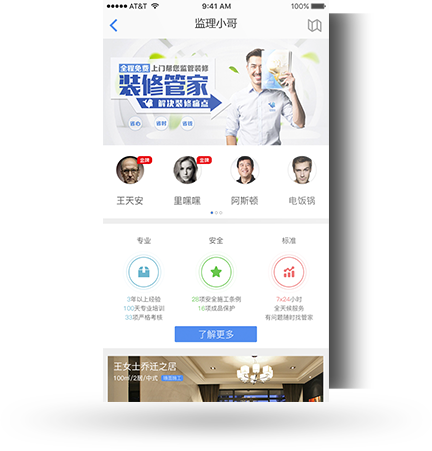 AT&T 9:41 AM 100%
监理小哥
全程免费 上门帮您监管装修
装修管家
解决装修痛点
省心 省时 省钱
金牌 金牌
王天安 里嘿嘿 阿斯顿 电饭锅
专业 安全 标准
3年以上经验 25项安全施工条例 7x24小时
100天专业培训 16项成品保护 全天候服务
33项严格考核 有问题随时找管家
了解更多
王女士乔迁之居
100㎡/2居/中式